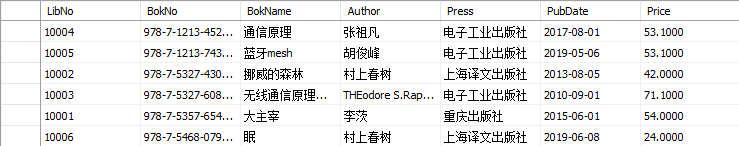 LibNo BokNo BokName Author Press PubDate Price
10004 978-7-1213-452... 通信原理 张祖凡 电子工业出版社 2017-08-01 53.1000
10005 978-7-1213-743... 蓝牙mesh 胡俊峰 电子工业出版社 2019-05-06 53.1000
10002 978-7-5327-430... 挪威的森林 村上春树 上海译文出版社 2013-08-05 42.0000
10003 978-7-5327-608... 无线通信原理... THEodore S.Rap... 电子工业出版社 2010-09-01 71.1000
10001 978-7-5357-654... 大主宰 李茨 重庆出版社 2015-06-01 54.0000
10006 978-7-5468-079... 眠 村上春树 上海译文出版社 2019-06-08 24.0000